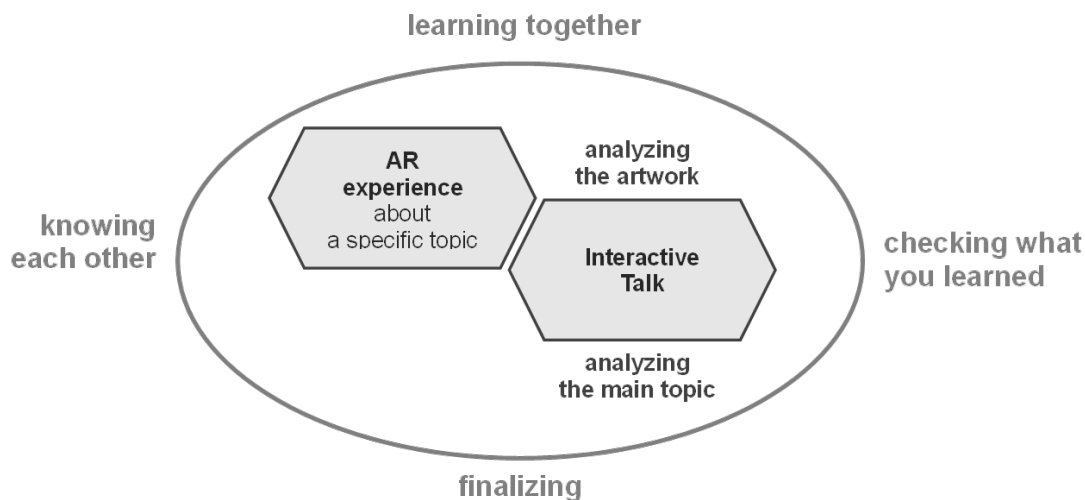 learning together
AR
experience
about
a specific topic
analyzing
the artwork
knowing
each other
Interactive
Talk
checking what
you learned
analyzing
the main topic
finalizing